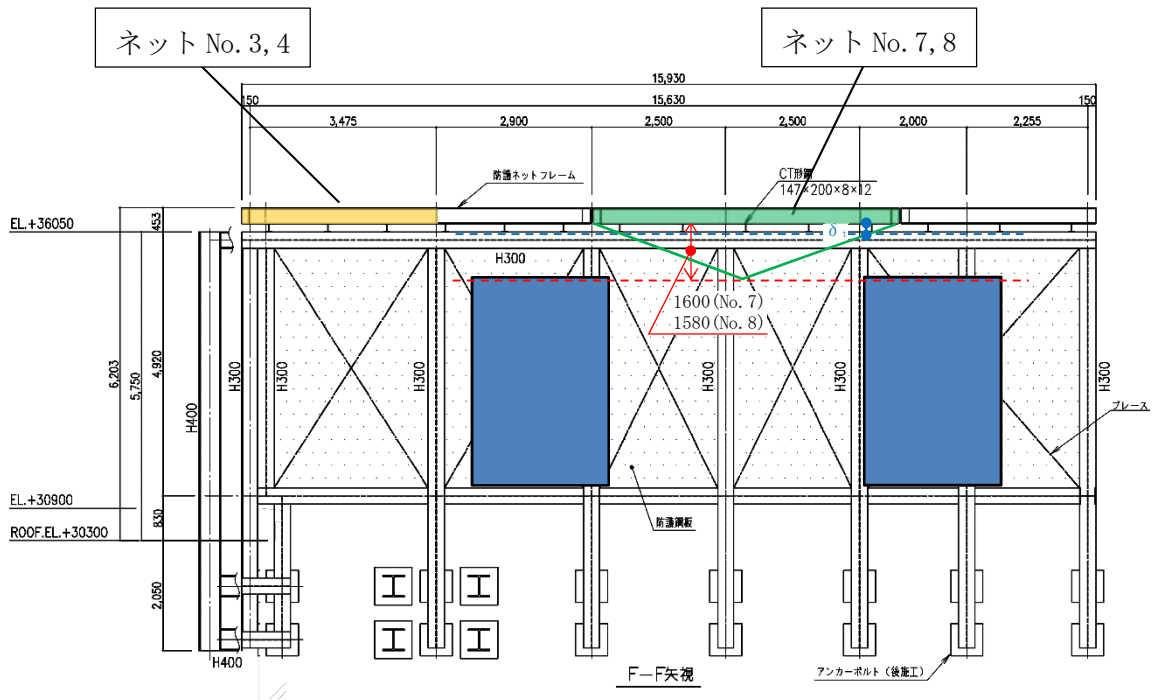 ネット No. 3, 4
ネット No. 7, 8
15,930
150
15,630
150
3,475
2,900
2,500
2,500
2,000
2,255
防護ネットフレーム
CT形鋼
147×200×8×12
EL.+36050
453
δt
H300
1600(No. 7)
1580(No. 8)
6,203
5,750
4,920
H400
H300
H300
H300
H300
H300
H300
ブレース
EL.+30900
ROOF.EL.+30300
830
防護鋼板
2,050
H400
F―F矢視
アンカーボルト（後施工）